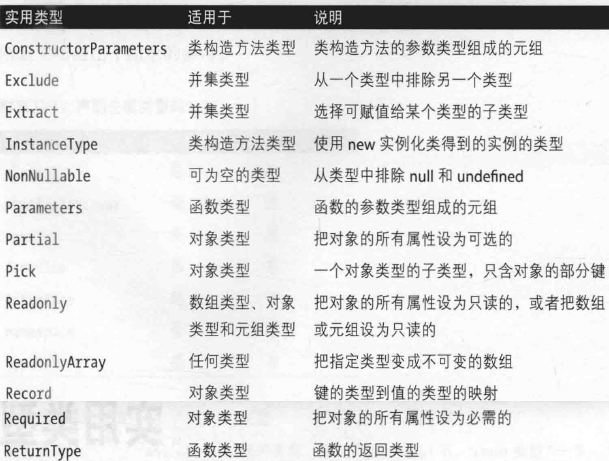 实用类型 适用于 说明
ConstructorParameters 类构造方法类型 类构造方法的参数类型组成的元组
Exclude 并集类型 从一个类型中排除另一个类型
Extract 并集类型 选择可赋值给某个类型的子类型
InstanceType 类构造方法类型 使用 new 实例化类得到的实例的类型
NonNullable 可为空的类型 从类型中排除 null 和 undefined
Parameters 函数类型 函数的参数类型组成的元组
Partial 对象类型 把对象的所有属性设为可选的
Pick 对象类型 一个对象类型的子类型，只含对象的部分键
Readonly 数组类型、对象 把对象的所有属性设为只读的，或者把数组
类型和元组类型 或元组设为只读的
ReadonlyArray 任何类型 把指定类型变成不可变的数组
Record 对象类型 键的类型到值的类型的映射
Required 对象类型 把对象的所有属性设为必需的
ReturnType 函数类型 函数的返回类型